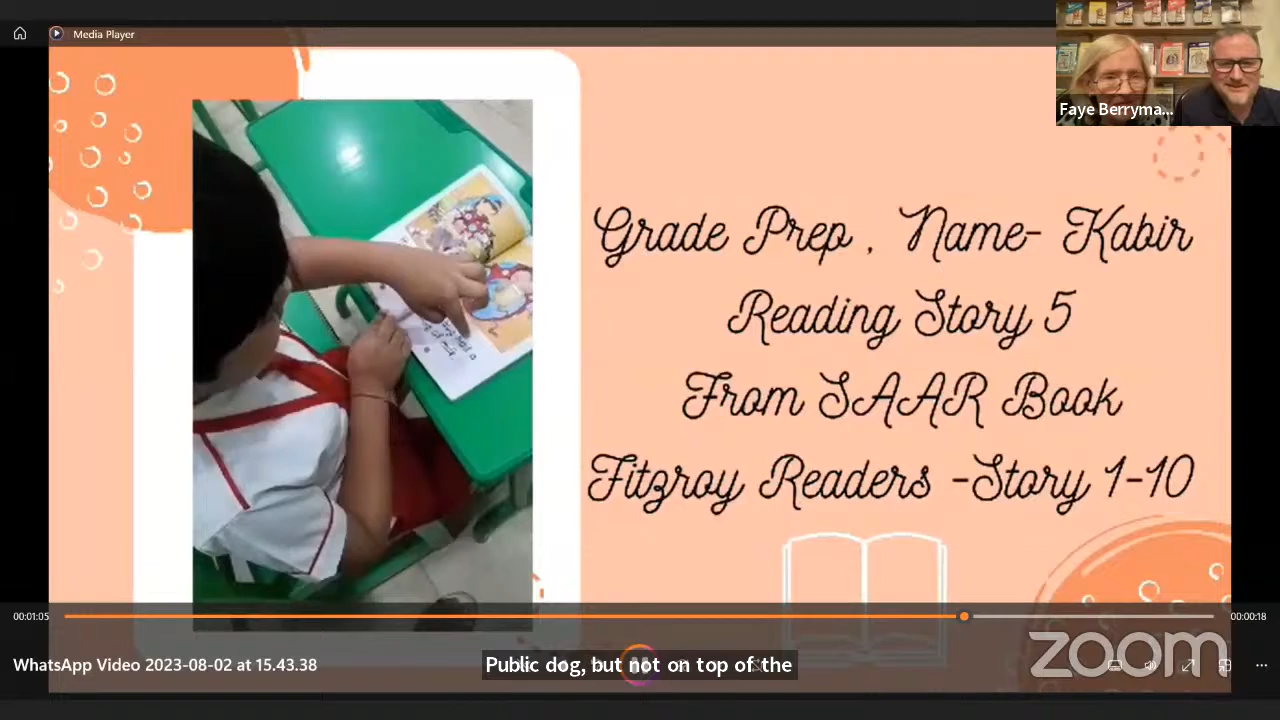 Media Player
Faye Berryma...
Grade Prep , Name- Kabir
Reading Story 5
From SAAR Book
Fitzroy Readers -Story 1-10
00:01:05
00:00:18
zoom
WhatsApp Video 2023-08-02 at 15.43.38
Public dog, but not on top of the